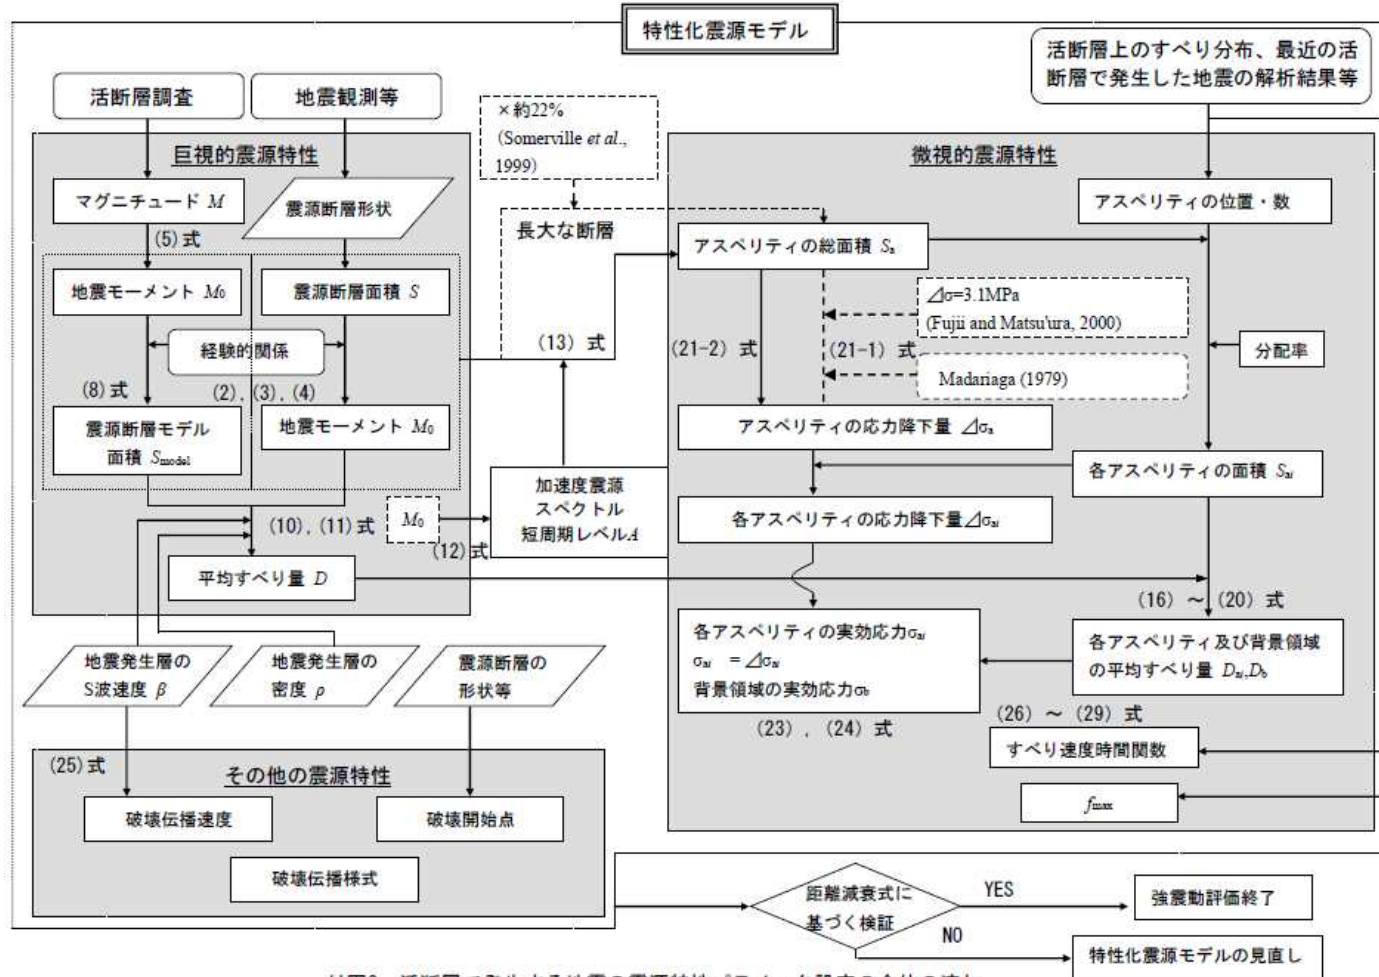 特性化震源モデル
活断層上のすべり分布、最近の活
断層で発生した地震の解析結果等
活断層調査
地震観測等
×約22%
(Somerville et al.,
1999)
巨視的震源特性
微視的震源特性
マグニチュード M
震源断層形状
アスペリティの位置・数
(5)式
長大な断層
アスペリティの総面積 Sa
地震モーメント M0
震源断層面積 S
⊿σ=3.1MPa
(Fujii and Matsu'ura, 2000)
経験的関係
(13) 式
(21-2) 式
(21-1) 式
分配率
Madariaga (1979)
(8)式
(2), (3), (4)
震源断層モデル
面積 Smodel
地震モーメント M0
アスペリティの応力降下量 ⊿σa
各アスペリティの面積 Sai
加速度震源
スペクトル
短周期レベルA
M0
(10), (11)式
(12)式
各アスペリティの応力降下量⊿σai
平均すべり量 D
(16) ～ (20) 式
各アスペリティの実効応力σai
σai = ⊿σai
背景領域の実効応力σb
各アスペリティ及び背景領域
の平均すべり量 Dai,Db
地震発生層の
S波速度 β
地震発生層の
密度 ρ
震源断層の
形状等
(23) , (24) 式
(26) ～ (29) 式
すべり速度時間関数
fmax
(25)式
その他の震源特性
破壊伝播速度
破壊開始点
破壊伝播様式
距離減衰式に
基づく検証
YES
強震動評価終了
NO
特性化震源モデルの見直し